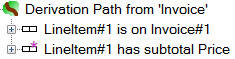 Derivation Path from 'Invoice'
LineItem#1 is on Invoice#1
LineItem#1 has subtotal Price